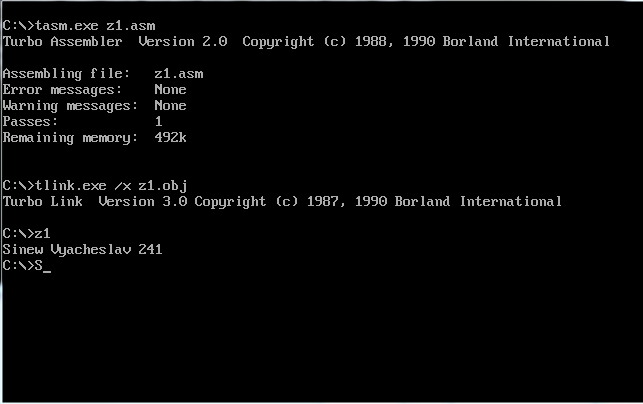 C:\>tasm.exe z1.asm
Turbo Assembler  Version 2.0  Copyright (c) 1988, 1990 Borland International
Assembling file:   z1.asm
Error messages:    None
Warning messages:  None
Passes:            1
Remaining memory:  492k
C:\>tlink.exe /x z1.obj
Turbo Link  Version 3.0 Copyright (c) 1987, 1990 Borland International
C:\>z1
Sinew Vyacheslav 241
C:\>S_